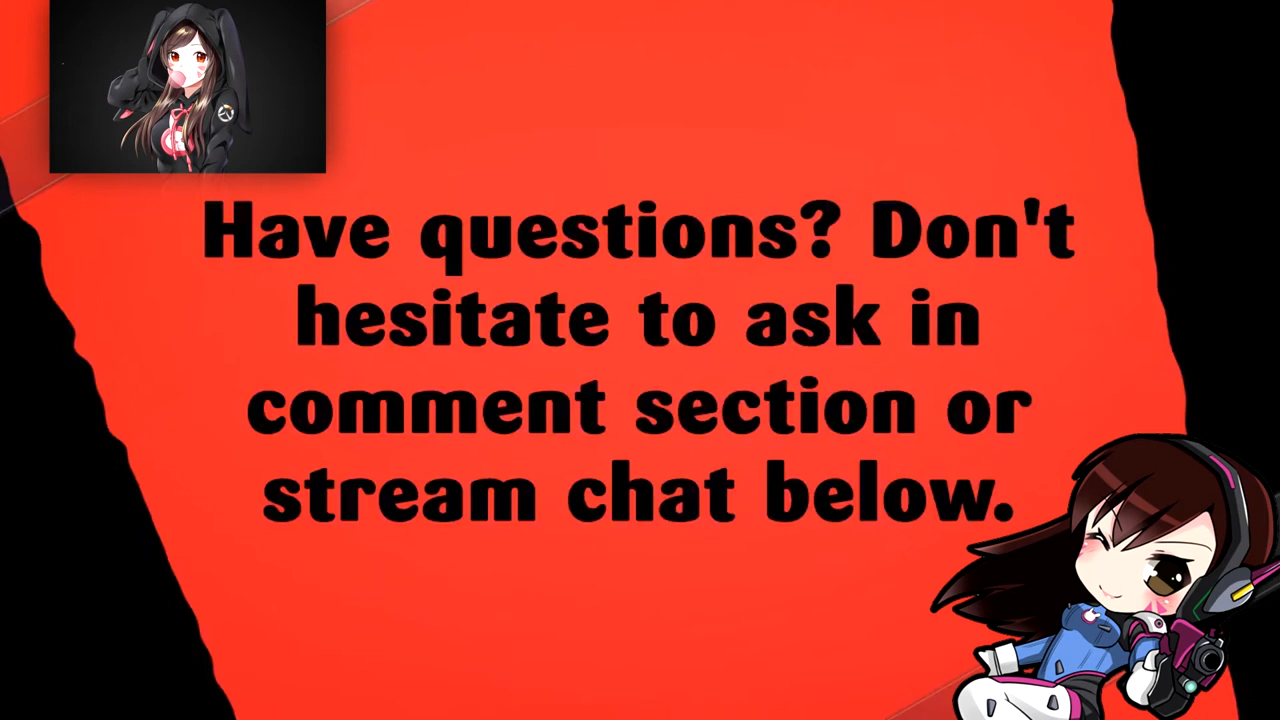 Have questions? Don't
hesitate to ask in
comment section or
stream chat below.